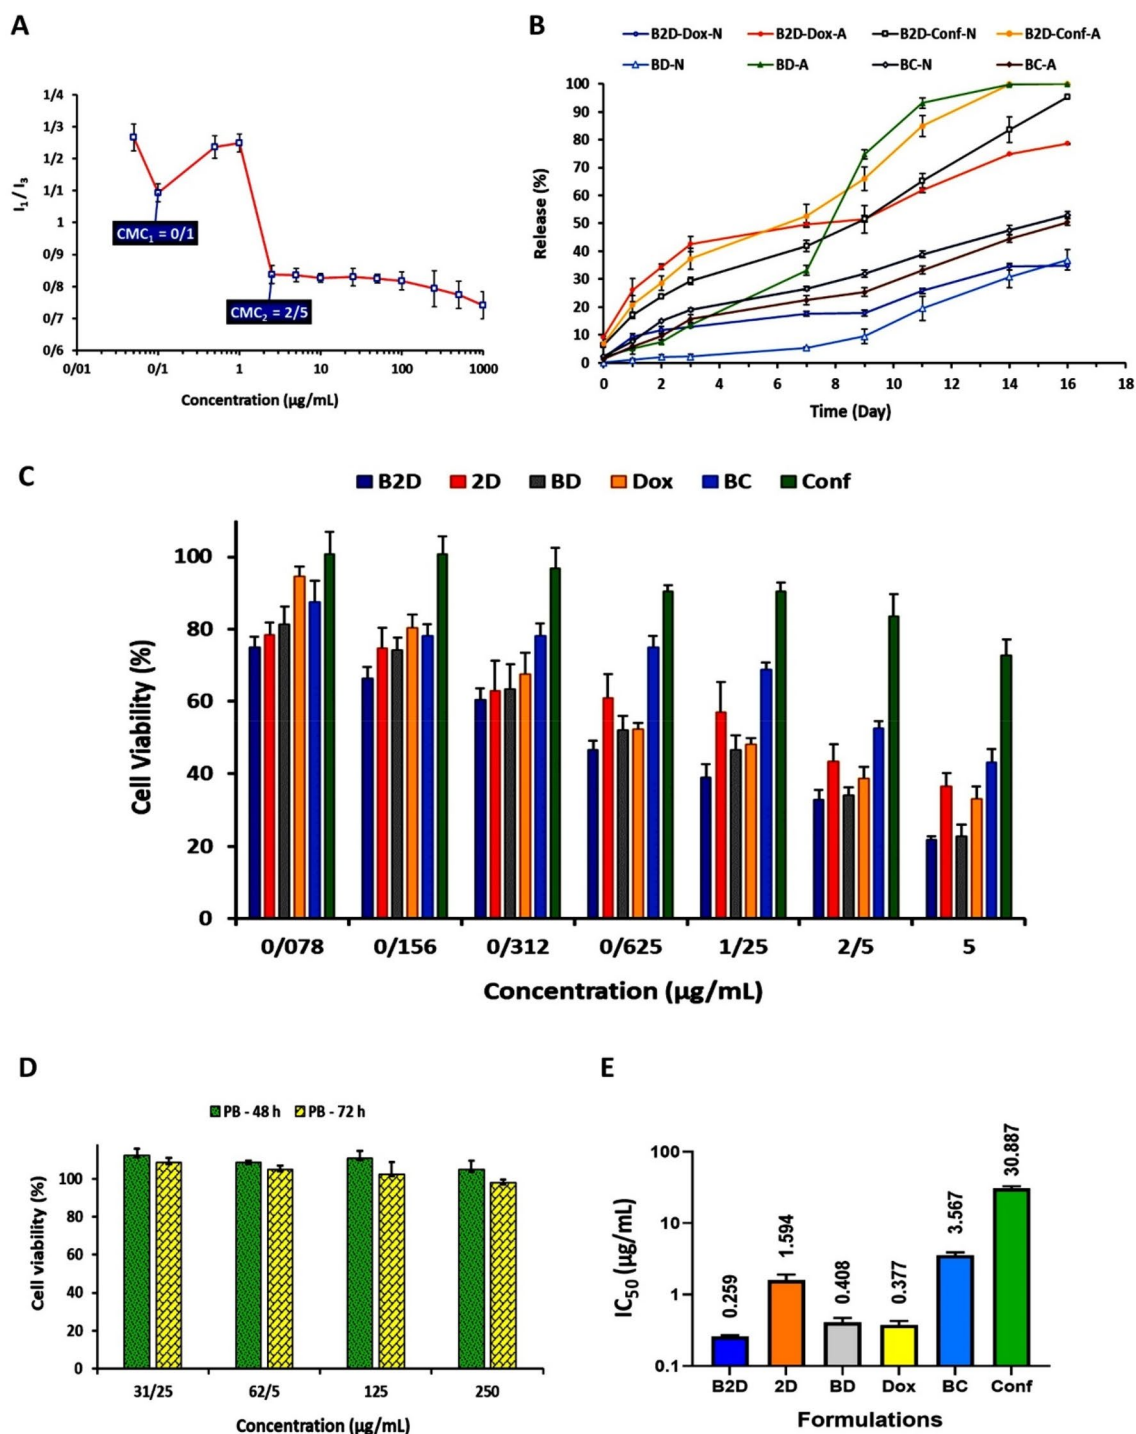 A
1/4
1/3
1/2
1/1
1
0/9
0/8
0/7
0/6
I1 / I3
CMC1 = 0/1
CMC2 = 2/5
0/01 0/1 1 10 100 1000
Concentration (µg/mL)
B
B2D-Dox-N B2D-Dox-A B2D-Conf-N B2D-Conf-A
BD-N BD-A BC-N BC-A
100
90
80
70
60
50
40
30
20
10
0
Release (%)
0 2 4 6 8 10 12 14 16 18
Time (Day)
C
B2D 2D BD Dox BC Conf
100
80
60
40
20
0
Cell Viability (%)
0/078 0/156 0/312 0/625 1/25 2/5 5
Concentration (µg/mL)
D
PB - 48 h PB - 72 h
100
80
60
40
20
0
Cell viability (%)
31/25 62/5 125 250
Concentration (µg/mL)
E
100
10
1
0.1
IC50 (µg/mL)
0.259 1.594 0.408 0.377 3.567 30.887
B2D 2D BD Dox BC Conf
Formulations